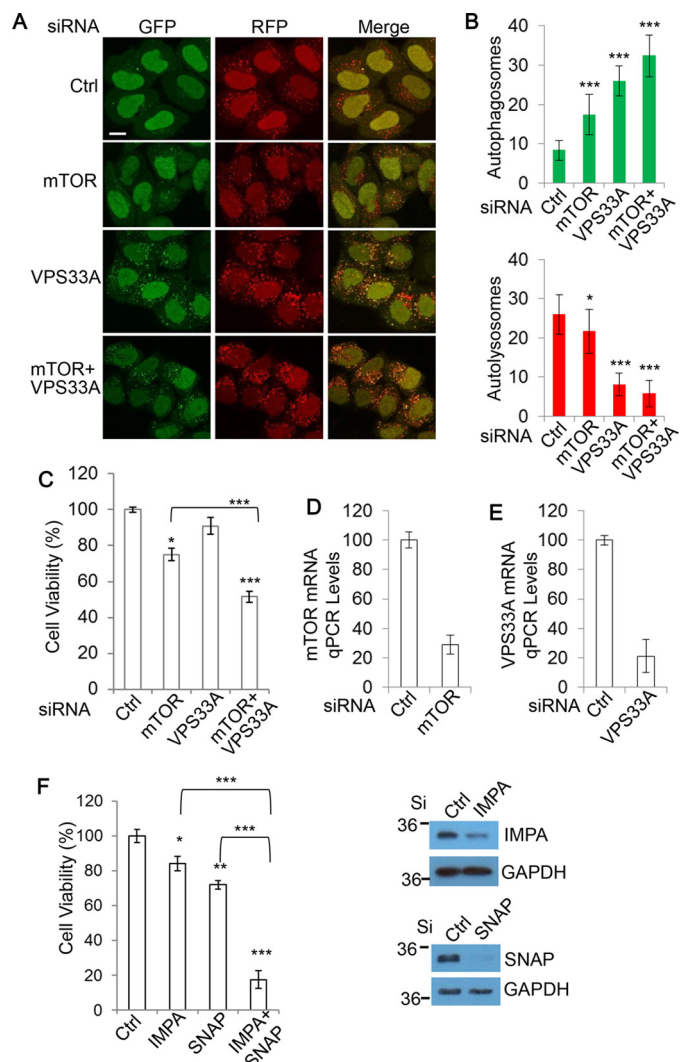 A
siRNA GFP RFP Merge
Ctrl
mTOR
VPS33A
mTOR+
VPS33A
B
Autophagosomes
40
30
20
10
0
***
***
***
siRNA
Ctrl
mTOR
VPS33A
mTOR+
VPS33A
Autolysosomes
40
30
20
10
0
*
***
***
siRNA
Ctrl
mTOR
VPS33A
mTOR+
VPS33A
C
Cell Viability (%)
120
100
80
60
40
20
0
*
***
***
siRNA
Ctrl
mTOR
VPS33A
mTOR+
VPS33A
D
mTOR mRNA
qPCR Levels
120
100
80
60
40
20
0
siRNA
Ctrl
mTOR
E
VPS33A mRNA
qPCR Levels
120
100
80
60
40
20
0
siRNA
Ctrl
VPS33A
F
Cell Viability (%)
120
100
80
60
40
20
0
***
***
*
**
***
Ctrl
IMPA
SNAP
IMPA+
SNAP
Si Ctrl IMPA
36
IMPA
36
GAPDH
Si Ctrl SNAP
36
SNAP
36
GAPDH